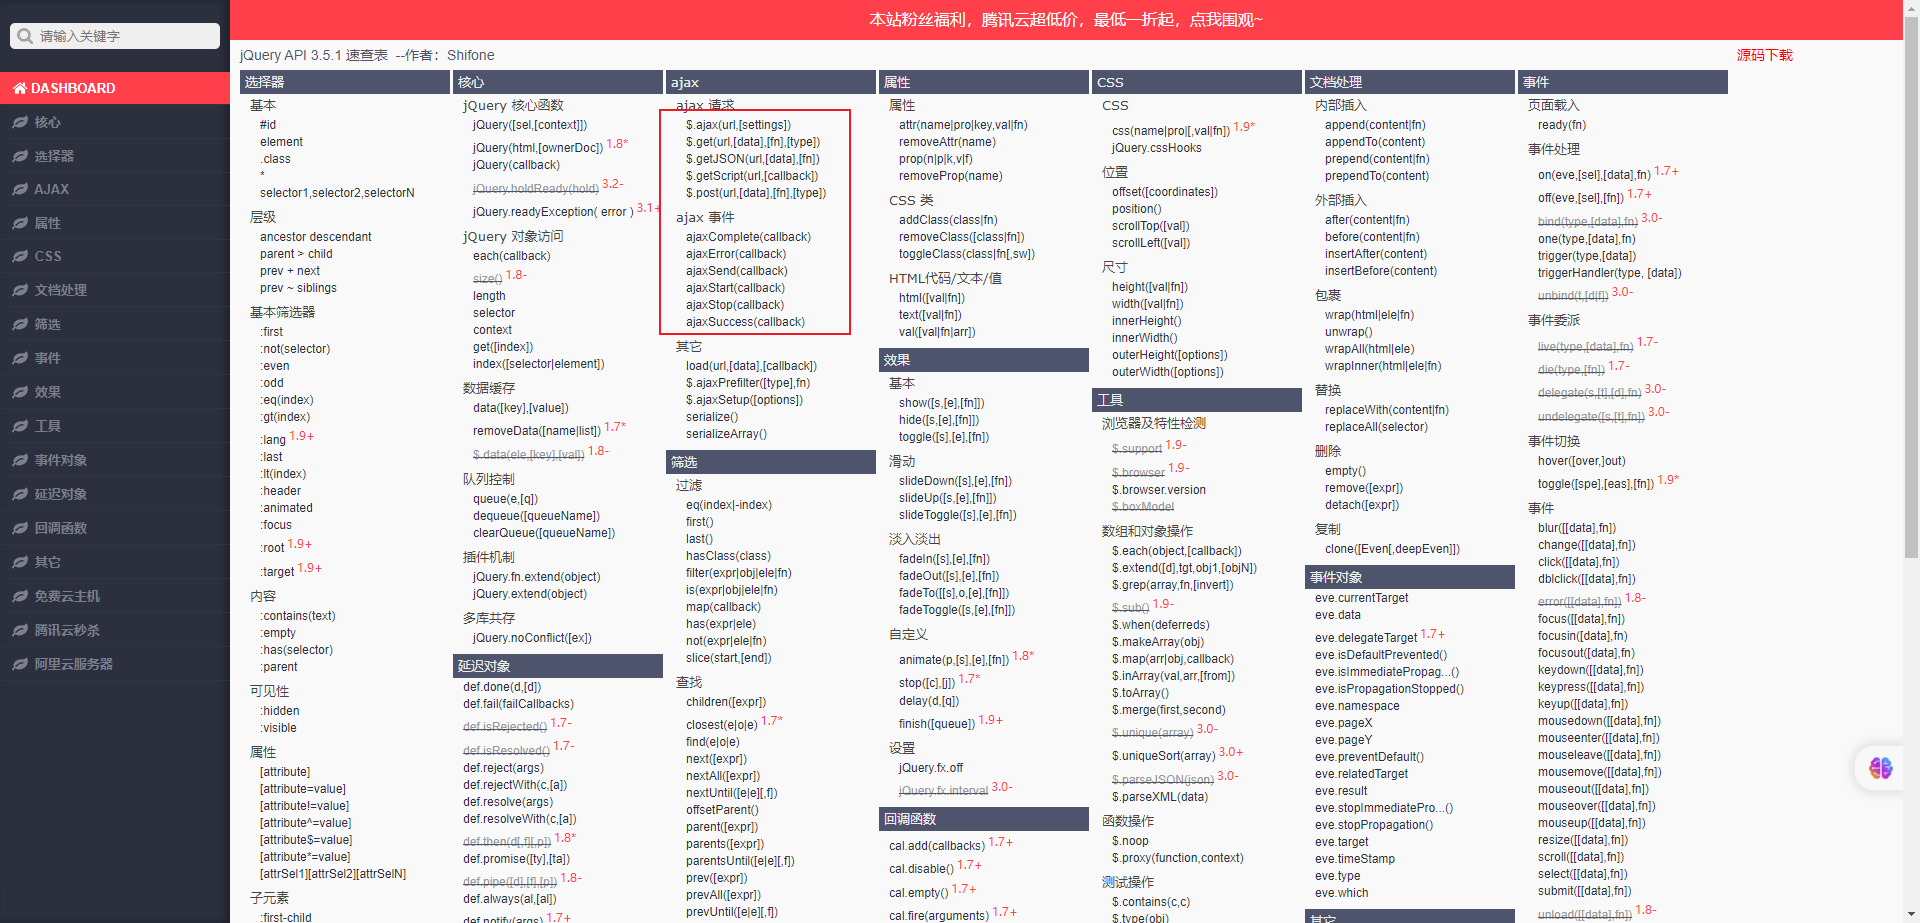 本站粉丝福利，腾讯云超低价，最低一折起，点我围观~
请输入关键字
DASHBOARD
核心
选择器
AJAX
属性
CSS
文档处理
筛选
事件
效果
工具
事件对象
延迟对象
回调函数
其它
免费云主机
腾讯云秒杀
阿里云服务器
jQuery API 3.5.1 速查表 --作者：Shifone
源码下载
选择器
基本
#id
element
.class
*
selector1,selector2,selectorN
层级
ancestor descendant
parent > child
prev + next
prev ~ siblings
基本筛选器
:first
:not(selector)
:even
:odd
:eq(index)
:gt(index)
:lang 1.9+
:last
:lt(index)
:header
:animated
:focus
:root 1.9+
:target 1.9+
内容
:contains(text)
:empty
:has(selector)
:parent
可见性
:hidden
:visible
属性
[attribute]
[attribute=value]
[attribute!=value]
[attribute^=value]
[attribute$=value]
[attribute*=value]
[attrSel1][attrSel2][attrSelN]
子元素
:first-child
核心
jQuery 核心函数
jQuery([sel,[context]])
jQuery(html,[ownerDoc]) 1.8*
jQuery(callback)
jQuery.holdReady(hold) 3.2-
jQuery.readyException( error ) 3.1+
jQuery 对象访问
each(callback)
size() 1.8-
length
selector
context
get([index])
index([selector|element])
数据缓存
data([key],[value])
removeData([name|list]) 1.7*
$.data(ele,[key],[val]) 1.8-
队列控制
queue(e,[q])
dequeue([queueName])
clearQueue([queueName])
插件机制
jQuery.fn.extend(object)
jQuery.extend(object)
多库共存
jQuery.noConflict([ex])
延迟对象
def.done(d,[d])
def.fail(failCallbacks)
def.isRejected() 1.7-
def.isResolved() 1.7-
def.reject(args)
def.rejectWith(c,[a])
def.resolve(args)
def.resolveWith(c,[a])
def.then(d[,f][,p]) 1.8*
def.promise([ty],[ta])
def.pipe([d],[f],[p]) 1.8-
def.always(al,[al])
def.notify(args) 1.7+
ajax
ajax 请求
$.ajax(url,[settings])
$.get(url,[data],[fn],[type])
$.getJSON(url,[data],[fn])
$.getScript(url,[callback])
$.post(url,[data],[fn],[type])
ajax 事件
ajaxComplete(callback)
ajaxError(callback)
ajaxSend(callback)
ajaxStart(callback)
ajaxStop(callback)
ajaxSuccess(callback)
其它
load(url,[data],[callback])
$.ajaxPrefilter([type],fn)
$.ajaxSetup([options])
serialize()
serializeArray()
筛选
过滤
eq(index|-index)
first()
last()
hasClass(class)
filter(expr|obj|ele|fn)
is(expr|obj|ele|fn)
map(callback)
has(expr|ele)
not(expr|ele|fn)
slice(start,[end])
查找
children([expr])
closest(e|o|e) 1.7*
find(e|o|e)
next([expr])
nextAll([expr])
nextUntil([e|e][,f])
offsetParent()
parent([expr])
parents([expr])
parentsUntil([e|e][,f])
prev([expr])
prevAll([expr])
prevUntil([e|e][,f])
属性
属性
attr(name|pro|key,val|fn)
removeAttr(name)
prop(n|p|k,v|f)
removeProp(name)
CSS 类
addClass(class|fn)
removeClass([class|fn])
toggleClass(class|fn[,sw])
HTML代码/文本/值
html([val|fn])
text([val|fn])
val([val|fn|arr])
效果
基本
show([s,[e],[fn]])
hide([s,[e],[fn]])
toggle([s],[e],[fn])
滑动
slideDown([s],[e],[fn])
slideUp([s,[e],[fn]])
slideToggle([s],[e],[fn])
淡入淡出
fadeIn([s],[e],[fn])
fadeOut([s],[e],[fn])
fadeTo([[s],o,[e],[fn]])
fadeToggle([s,[e],[fn]])
自定义
animate(p,[s],[e],[fn]) 1.8*
stop([c],[j]) 1.7*
delay(d,[q])
finish([queue]) 1.9+
设置
jQuery.fx.off
jQuery.fx.interval 3.0-
回调函数
cal.add(callbacks) 1.7+
cal.disable() 1.7+
cal.empty() 1.7+
cal.fire(arguments) 1.7+
CSS
CSS
css(name|pro|[,val|fn]) 1.9*
jQuery.cssHooks
位置
offset([coordinates])
position()
scrollTop([val])
scrollLeft([val])
尺寸
height([val|fn])
width([val|fn])
innerHeight()
innerWidth()
outerHeight([options])
outerWidth([options])
工具
浏览器及特性检测
$.support 1.9-
$.browser 1.9-
$.browser.version
$.boxModel
数组和对象操作
$.each(object,[callback])
$.extend([d],tgt,obj1,[objN])
$.grep(array,fn,[invert])
$.sub() 1.9-
$.when(deferreds)
$.makeArray(obj)
$.map(arr|obj,callback)
$.inArray(val,arr,[from])
$.toArray()
$.merge(first,second)
$.unique(array) 3.0-
$.uniqueSort(array) 3.0+
$.parseJSON(json) 3.0-
$.parseXML(data)
函数操作
$.noop
$.proxy(function,context)
测试操作
$.contains(c,c)
$.type(obj)
文档处理
内部插入
append(content|fn)
appendTo(content)
prepend(content|fn)
prependTo(content)
外部插入
after(content|fn)
before(content|fn)
insertAfter(content)
insertBefore(content)
包裹
wrap(html|ele|fn)
unwrap()
wrapAll(html|ele)
wrapInner(html|ele|fn)
替换
replaceWith(content|fn)
replaceAll(selector)
删除
empty()
remove([expr])
detach([expr])
复制
clone([Even[,deepEven]])
事件对象
eve.currentTarget
eve.data
eve.delegateTarget 1.7+
eve.isDefaultPrevented()
eve.isImmediatePropag...()
eve.isPropagationStopped()
eve.namespace
eve.pageX
eve.pageY
eve.preventDefault()
eve.relatedTarget
eve.result
eve.stopImmediatePro...()
eve.stopPropagation()
eve.target
eve.timeStamp
eve.type
eve.which
其它
事件
页面载入
ready(fn)
事件处理
on(eve,[sel],[data],fn) 1.7+
off(eve,[sel],[fn]) 1.7+
bind(type,[data],fn) 3.0-
one(type,[data],fn)
trigger(type,[data])
triggerHandler(type, [data])
unbind(t,[d|f]) 3.0-
事件委派
live(type,[data],fn) 1.7-
die(type,[fn]) 1.7-
delegate(s,[t],[d],fn) 3.0-
undelegate([s,[t],fn]) 3.0-
事件切换
hover([over,]out)
toggle([spe],[eas],[fn]) 1.9*
事件
blur([[data],fn])
change([[data],fn])
click([[data],fn])
dblclick([[data],fn])
error([[data],fn]) 1.8-
focus([[data],fn])
focusin([data],fn)
focusout([data],fn)
keydown([[data],fn])
keypress([[data],fn])
keyup([[data],fn])
mousedown([[data],fn])
mouseenter([[data],fn])
mouseleave([[data],fn])
mousemove([[data],fn])
mouseout([[data],fn])
mouseover([[data],fn])
mouseup([[data],fn])
resize([[data],fn])
scroll([[data],fn])
select([[data],fn])
submit([[data],fn])
unload([[data],fn]) 1.8-